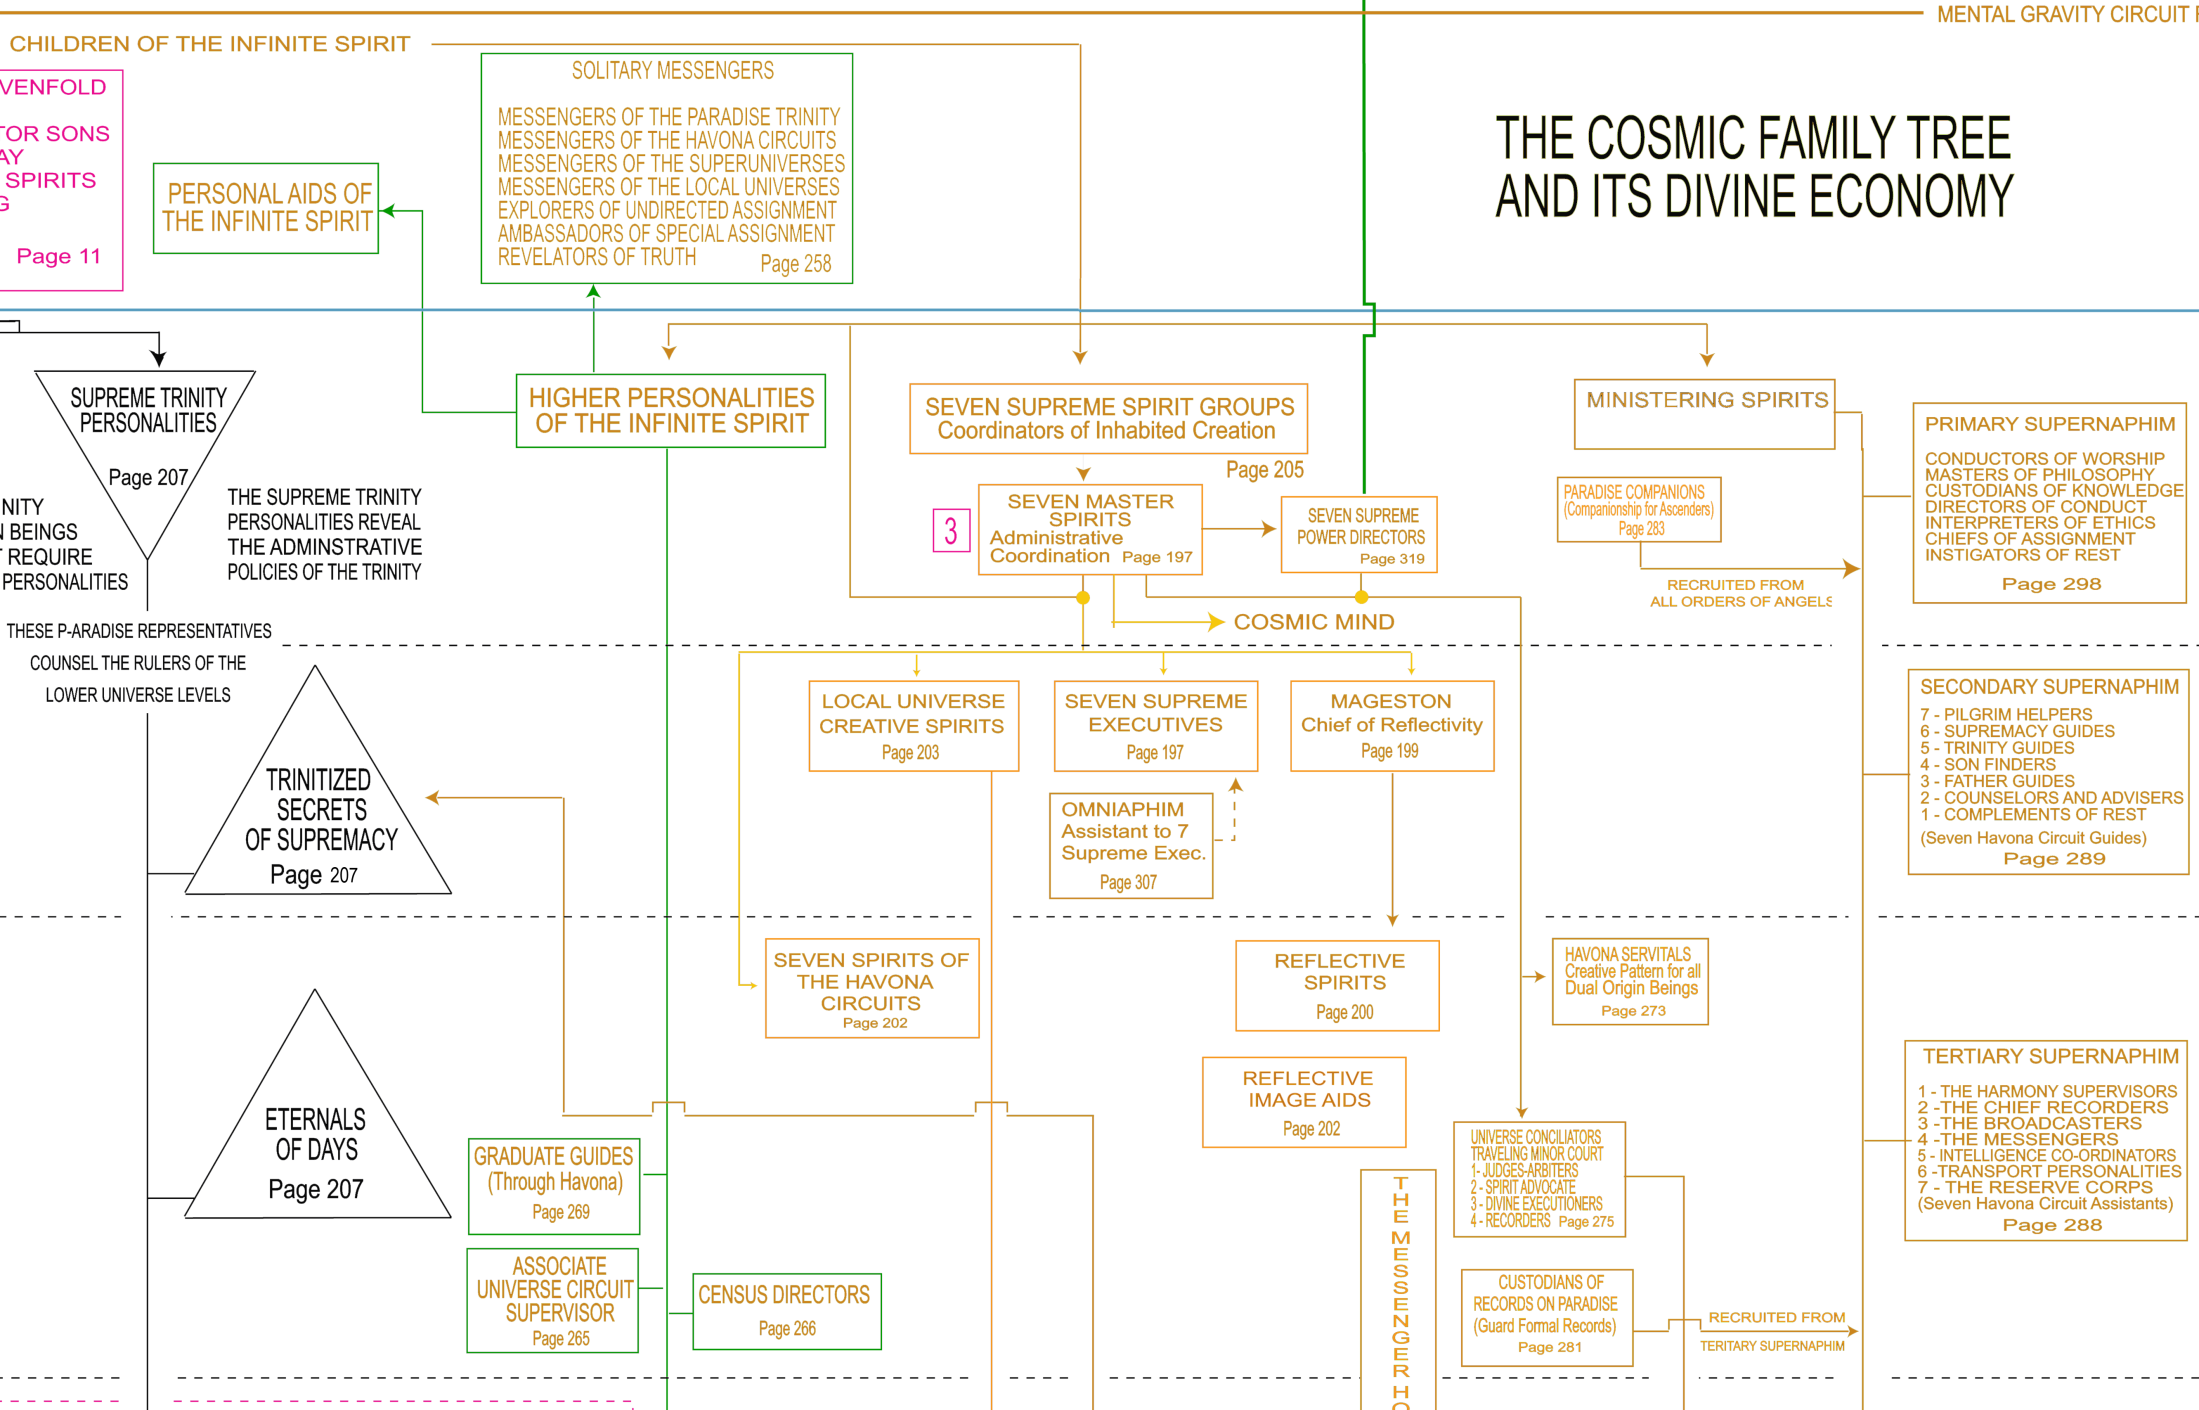 MENTAL GRAVITY CIRCUIT
CHILDREN OF THE INFINITE SPIRIT
VENFOLD
TOR SONS
AY
SPIRITS
G
Page 11
PERSONAL AIDS OF
THE INFINITE SPIRIT
SOLITARY MESSENGERS
MESSENGERS OF THE PARADISE TRINITY
MESSENGERS OF THE HAVONA CIRCUITS
MESSENGERS OF THE SUPERUNIVERSES
MESSENGERS OF THE LOCAL UNIVERSES
EXPLORERS OF UNDIRECTED ASSIGNMENT
AMBASSADORS OF SPECIAL ASSIGNMENT
REVELATORS OF TRUTH Page 258
THE COSMIC FAMILY TREE
AND ITS DIVINE ECONOMY
SUPREME TRINITY
PERSONALITIES
Page 207
NITY
N BEINGS
T REQUIRE
PERSONALITIES
THE SUPREME TRINITY
PERSONALITIES REVEAL
THE ADMINSTRATIVE
POLICIES OF THE TRINITY
THESE P-ARADISE REPRESENTATIVES
COUNSEL THE RULERS OF THE
LOWER UNIVERSE LEVELS
HIGHER PERSONALITIES
OF THE INFINITE SPIRIT
SEVEN SUPREME SPIRIT GROUPS
Coordinators of Inhabited Creation
Page 205
3
SEVEN MASTER
SPIRITS
Administrative
Coordination Page 197
SEVEN SUPREME
POWER DIRECTORS
Page 319
COSMIC MIND
MINISTERING SPIRITS
PARADISE COMPANIONS
(Companionship for Ascenders)
Page 283
RECRUITED FROM
ALL ORDERS OF ANGELS
PRIMARY SUPERNAPHIM
CONDUCTORS OF WORSHIP
MASTERS OF PHILOSOPHY
CUSTODIANS OF KNOWLEDGE
DIRECTORS OF CONDUCT
INTERPRETERS OF ETHICS
CHIEFS OF ASSIGNMENT
INSTIGATORS OF REST
Page 298
TRINITIZED
SECRETS
OF SUPREMACY
Page 207
LOCAL UNIVERSE
CREATIVE SPIRITS
Page 203
SEVEN SUPREME
EXECUTIVES
Page 197
MAGESTON
Chief of Reflectivity
Page 199
OMNIAPHIM
Assistant to 7
Supreme Exec.
Page 307
SECONDARY SUPERNAPHIM
7 - PILGRIM HELPERS
6 - SUPREMACY GUIDES
5 - TRINITY GUIDES
4 - SON FINDERS
3 - FATHER GUIDES
2 - COUNSELORS AND ADVISERS
1 - COMPLEMENTS OF REST
(Seven Havona Circuit Guides)
Page 289
SEVEN SPIRITS OF
THE HAVONA
CIRCUITS
Page 202
REFLECTIVE
SPIRITS
Page 200
HAVONA SERVITALS
Creative Pattern for all
Dual Origin Beings
Page 273
ETERNALS
OF DAYS
Page 207
REFLECTIVE
IMAGE AIDS
Page 202
TERTIARY SUPERNAPHIM
1 - THE HARMONY SUPERVISORS
2 -THE CHIEF RECORDERS
3 -THE BROADCASTERS
4 -THE MESSENGERS
5 - INTELLIGENCE CO-ORDINATORS
6 -TRANSPORT PERSONALITIES
7 - THE RESERVE CORPS
(Seven Havona Circuit Assistants)
Page 288
GRADUATE GUIDES
(Through Havona)
Page 269
UNIVERSE CONCILIATORS
TRAVELING MINOR COURT
1- JUDGES-ARBITERS
2 - SPIRIT ADVOCATE
3 - DIVINE EXECUTIONERS
4 - RECORDERS Page 275
THE MESSENGER HO
ASSOCIATE
UNIVERSE CIRCUIT
SUPERVISOR
Page 265
CENSUS DIRECTORS
Page 266
CUSTODIANS OF
RECORDS ON PARADISE
(Guard Formal Records)
Page 281
RECRUITED FROM
TERITARY SUPERNAPHIM